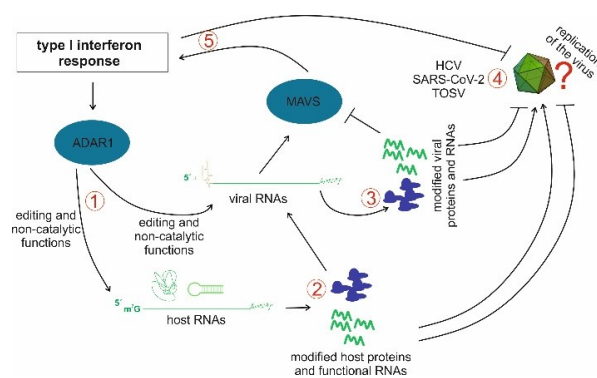 type I interferon
response
5
replication
of the virus
HCV
SARS-CoV-2
TOSV
4
?
MAVS
ADAR1
1
editing and
non-catalytic
functions
editing and
non-catalytic
functions
5´
viral RNAs
3
modified viral
proteins and RNAs
2
5´
m⁷G
host RNAs
modified host proteins
and functional RNAs